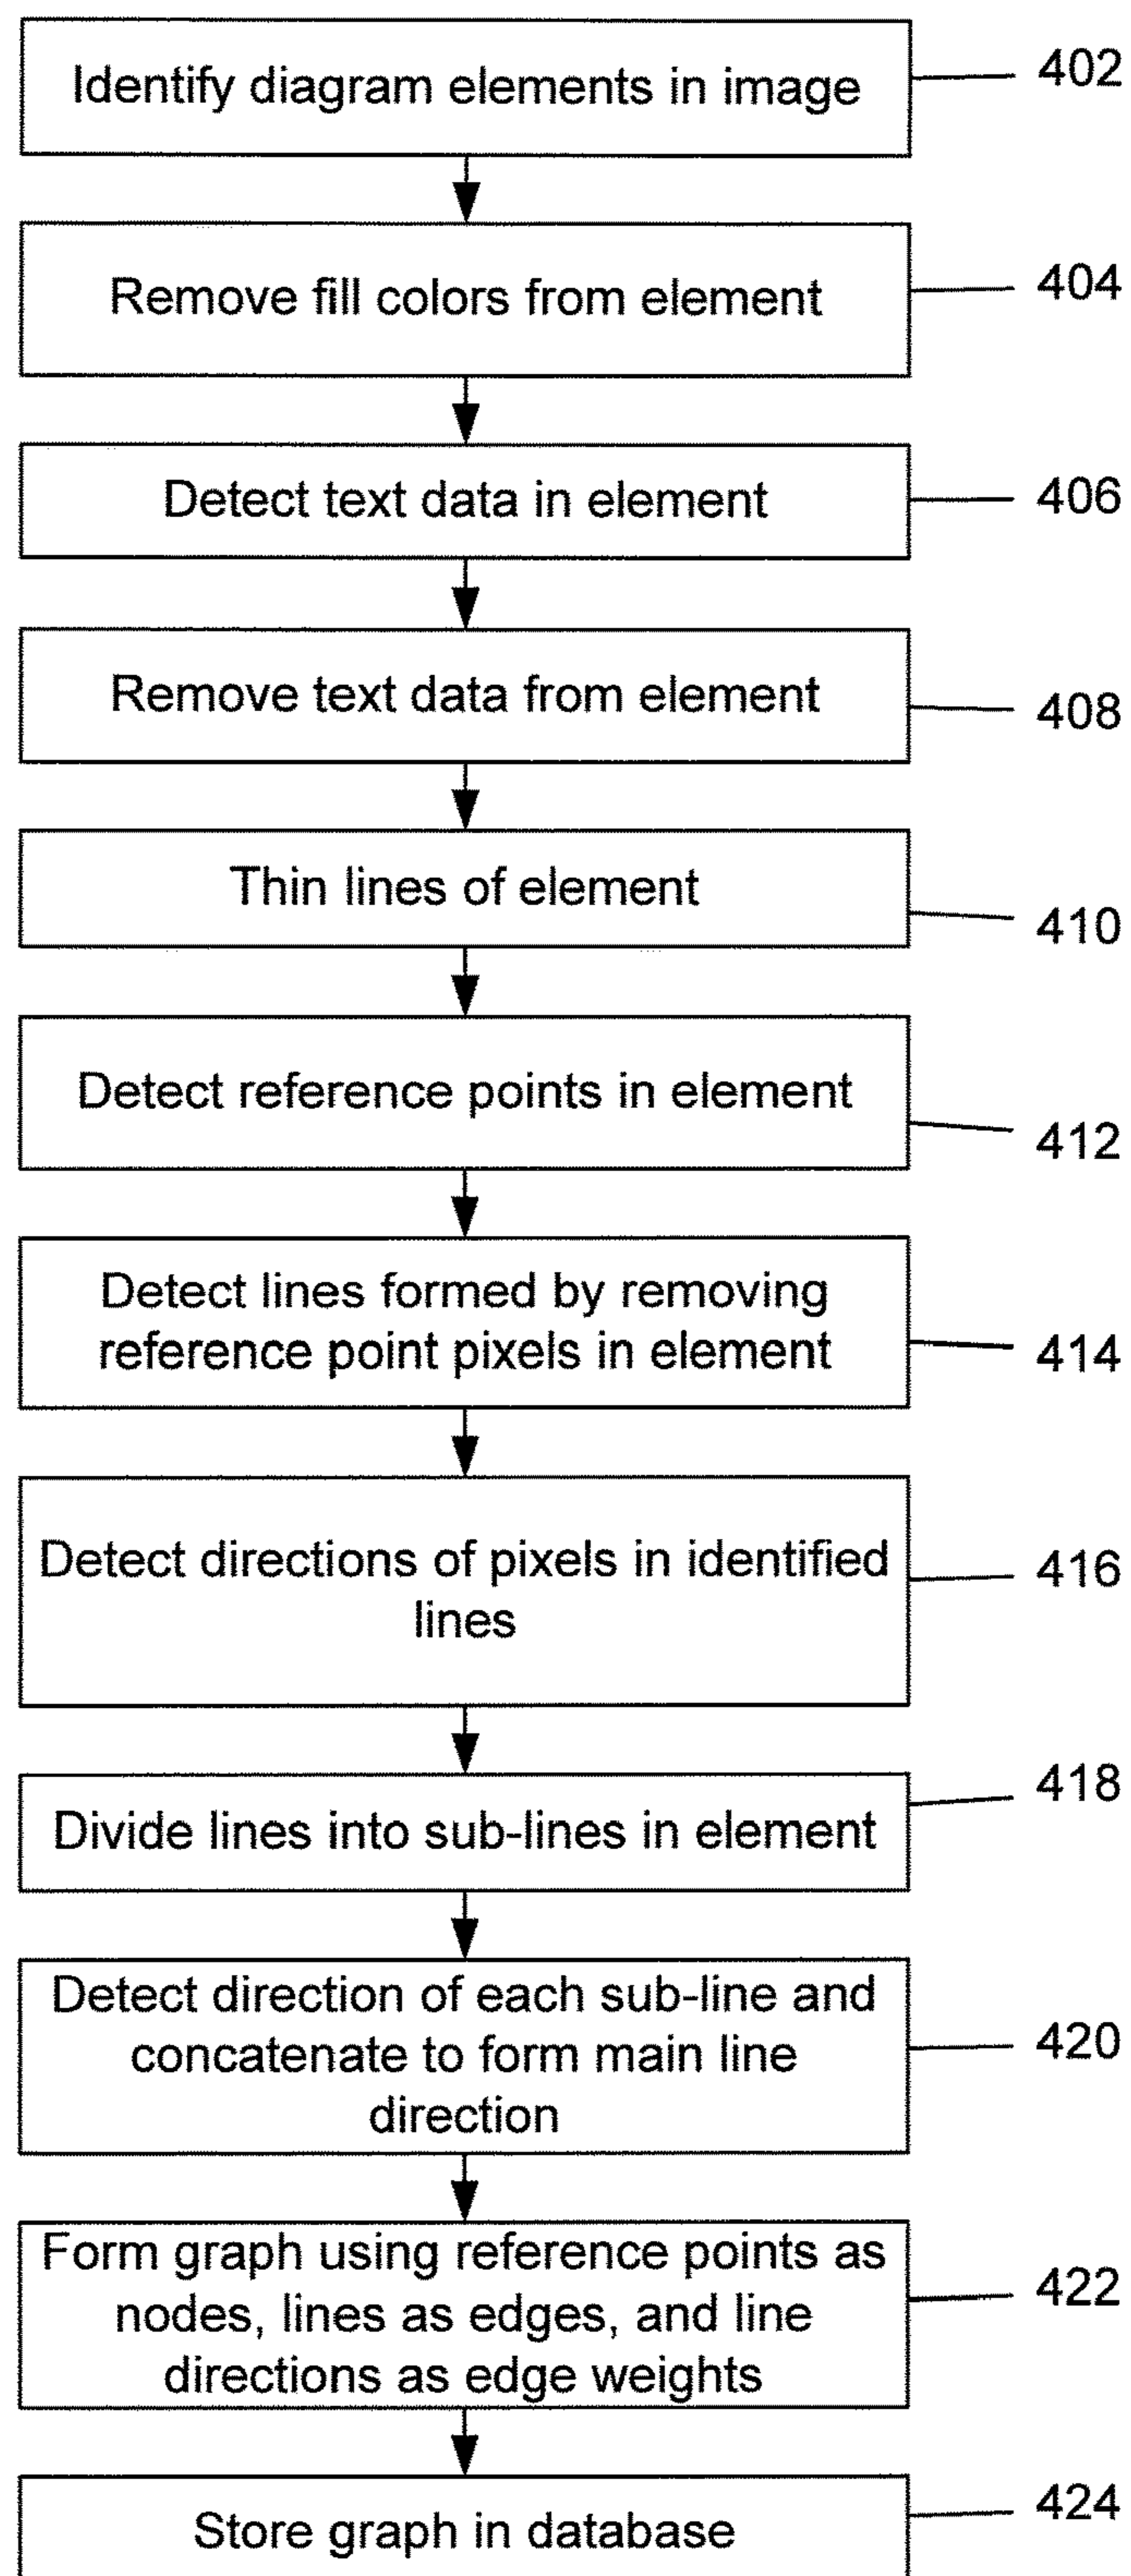 Identify diagram elements in image
402
Remove fill colors from element
404
Detect text data in element
406
Remove text data from element
408
Thin lines of element
410
Detect reference points in element
412
Detect lines formed by removing
reference point pixels in element
414
Detect directions of pixels in identified
lines
416
Divide lines into sub-lines in element
418
Detect direction of each sub-line and
concatenate to form main line
direction
420
Form graph using reference points as
nodes, lines as edges, and line
directions as edge weights
422
Store graph in database
424